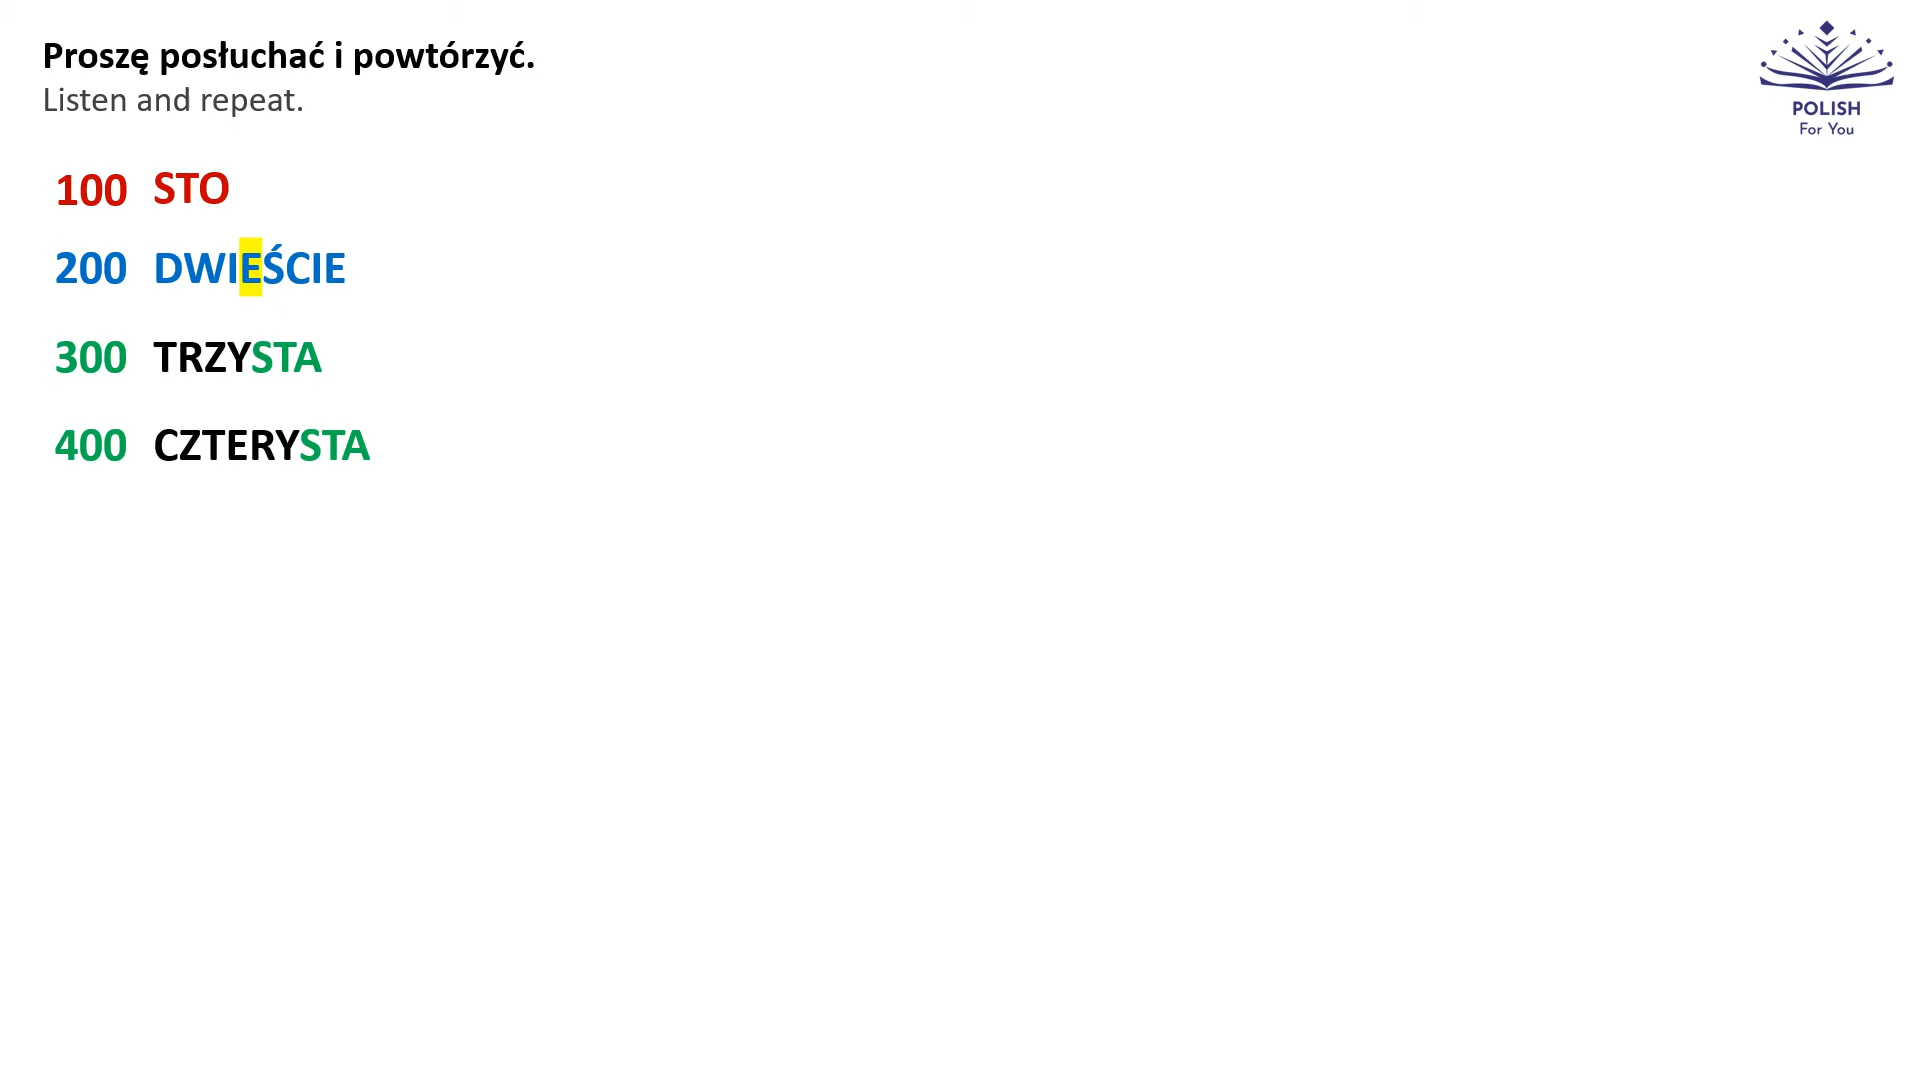 Proszę posłuchać i powtórzyć.
Listen and repeat.
POLISH
For You
100 STO
200 DWIEŚCIE
300 TRZYSTA
400 CZTERYSTA